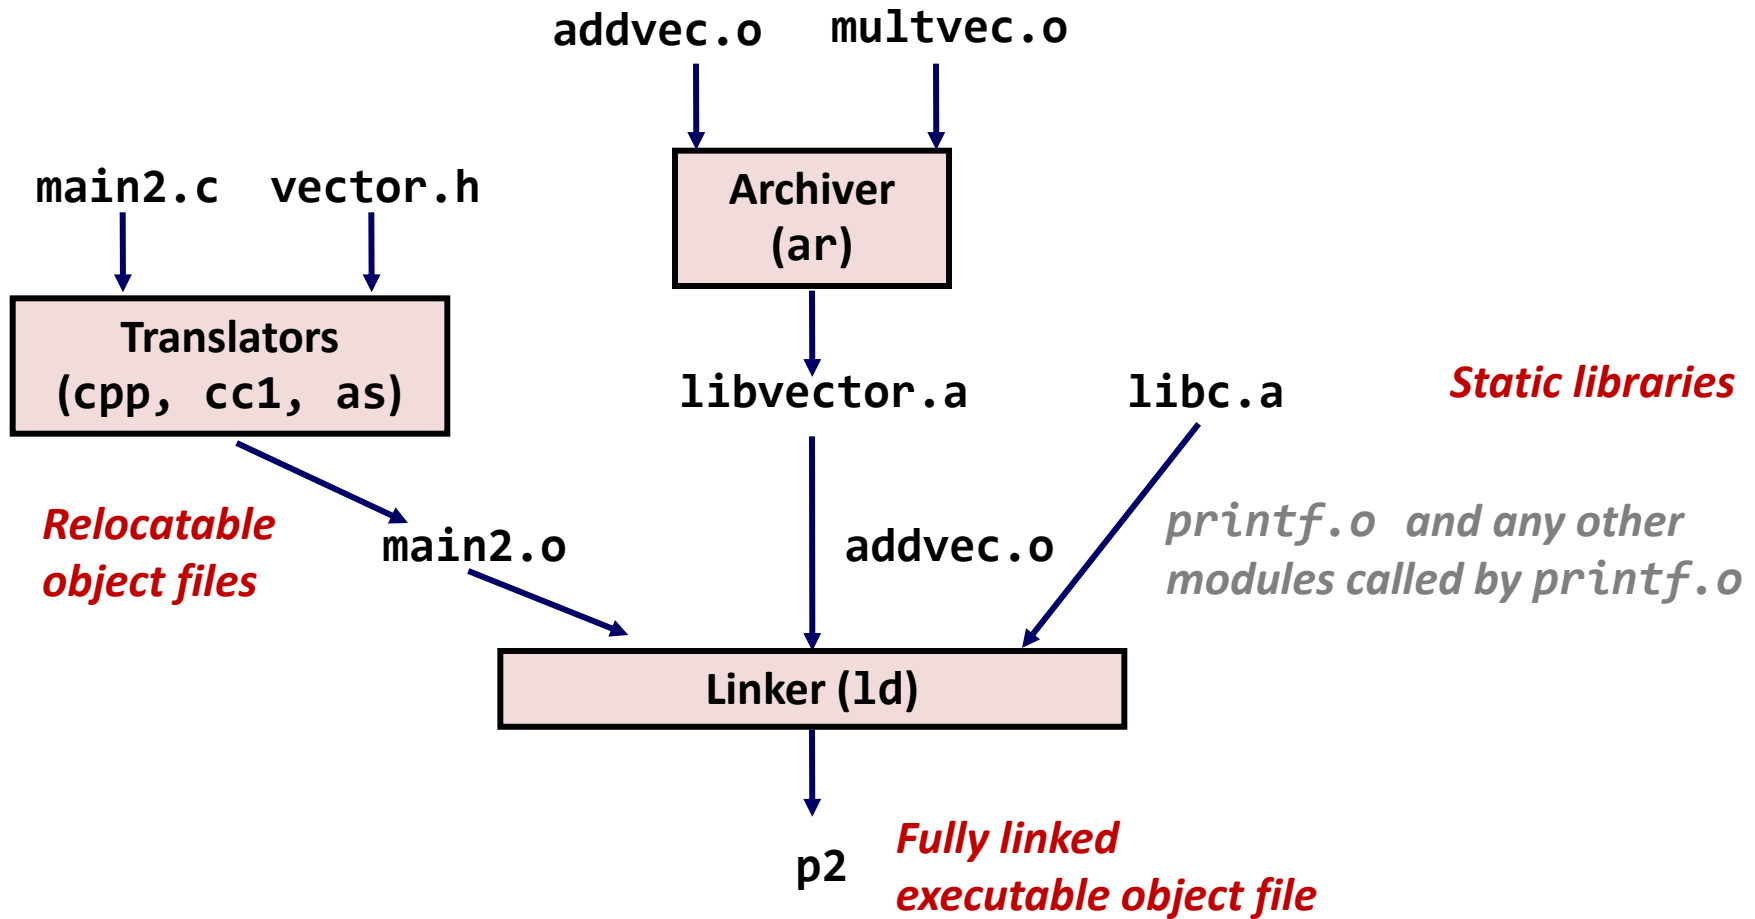 addvec.o multvec.o
main2.c vector.h
Archiver
(ar)
Translators
(cpp, cc1, as)
libvector.a libc.a Static libraries
Relocatable
object files
main2.o addvec.o
printf.o and any other
modules called by printf.o
Linker (ld)
p2
Fully linked
executable object file